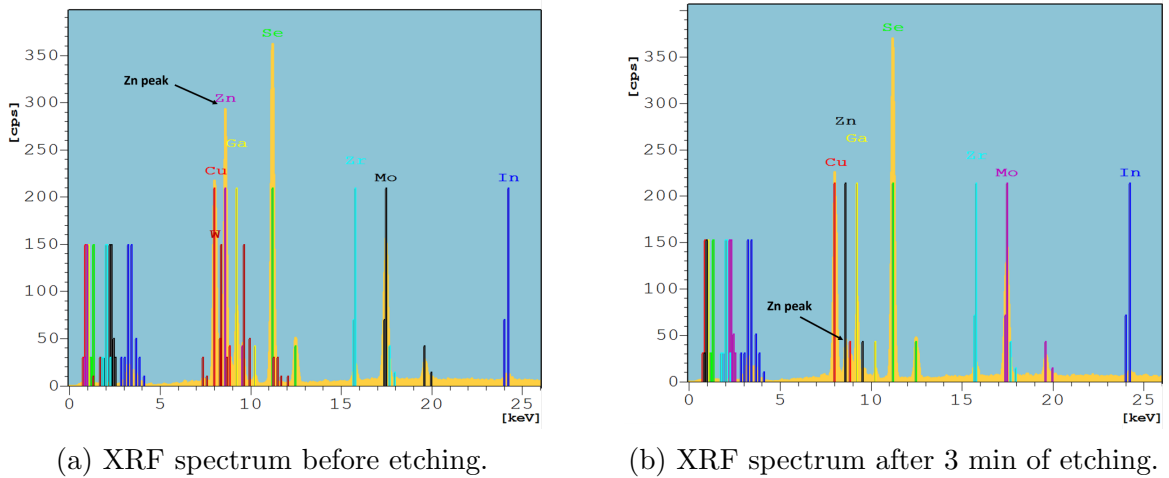 Se
Zn peak
Zn
Ga
Zr
Cu
Mo
In
W
350
300
250
200
150
100
50
0
[cps]
0
5
10
15
20
25
[keV]
(a) XRF spectrum before etching.
Se
Zn
Ga
Zr
Cu
Mo
In
Zn peak
350
300
250
200
150
100
50
0
[cps]
0
5
10
15
20
25
[keV]
(b) XRF spectrum after 3 min of etching.